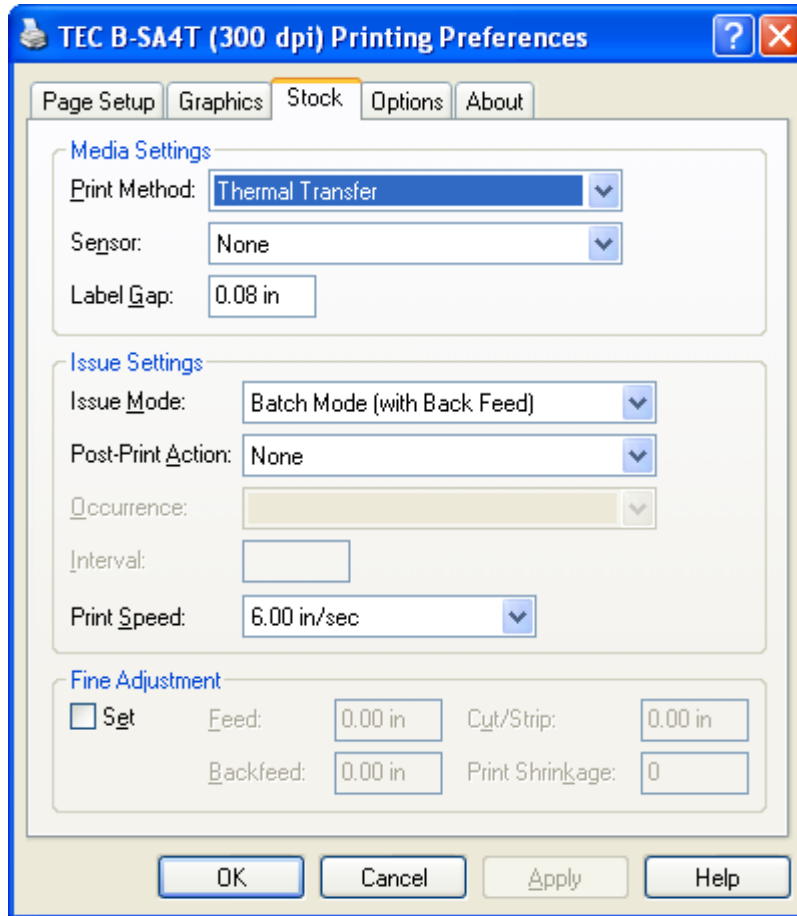 TEC B-SA4T (300 dpi) Printing Preferences
Page Setup Graphics Stock Options About
Media Settings
Print Method: Thermal Transfer
Sensor: None
Label Gap: 0.08 in
Issue Settings
Issue Mode: Batch Mode (with Back Feed)
Post-Print Action: None
Occurrence:
Interval:
Print Speed: 6.00 in/sec
Fine Adjustment
Set Feed: 0.00 in Cut/Strip: 0.00 in
Backfeed: 0.00 in Print Shrinkage: 0
OK Cancel Apply Help